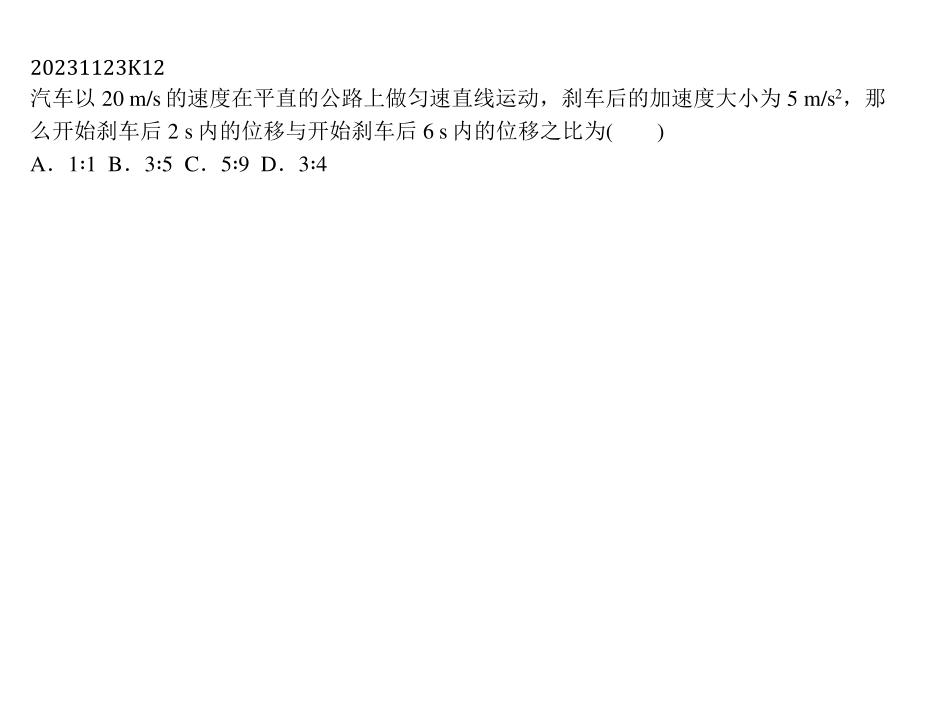 20231123K12
汽车以 20 m/s 的速度在平直的公路上做匀速直线运动，刹车后的加速度大小为 5 m/s²，那
么开始刹车后 2 s 内的位移与开始刹车后 6 s 内的位移之比为(　　)
A．1∶1 B．3∶5 C．5∶9 D．3∶4